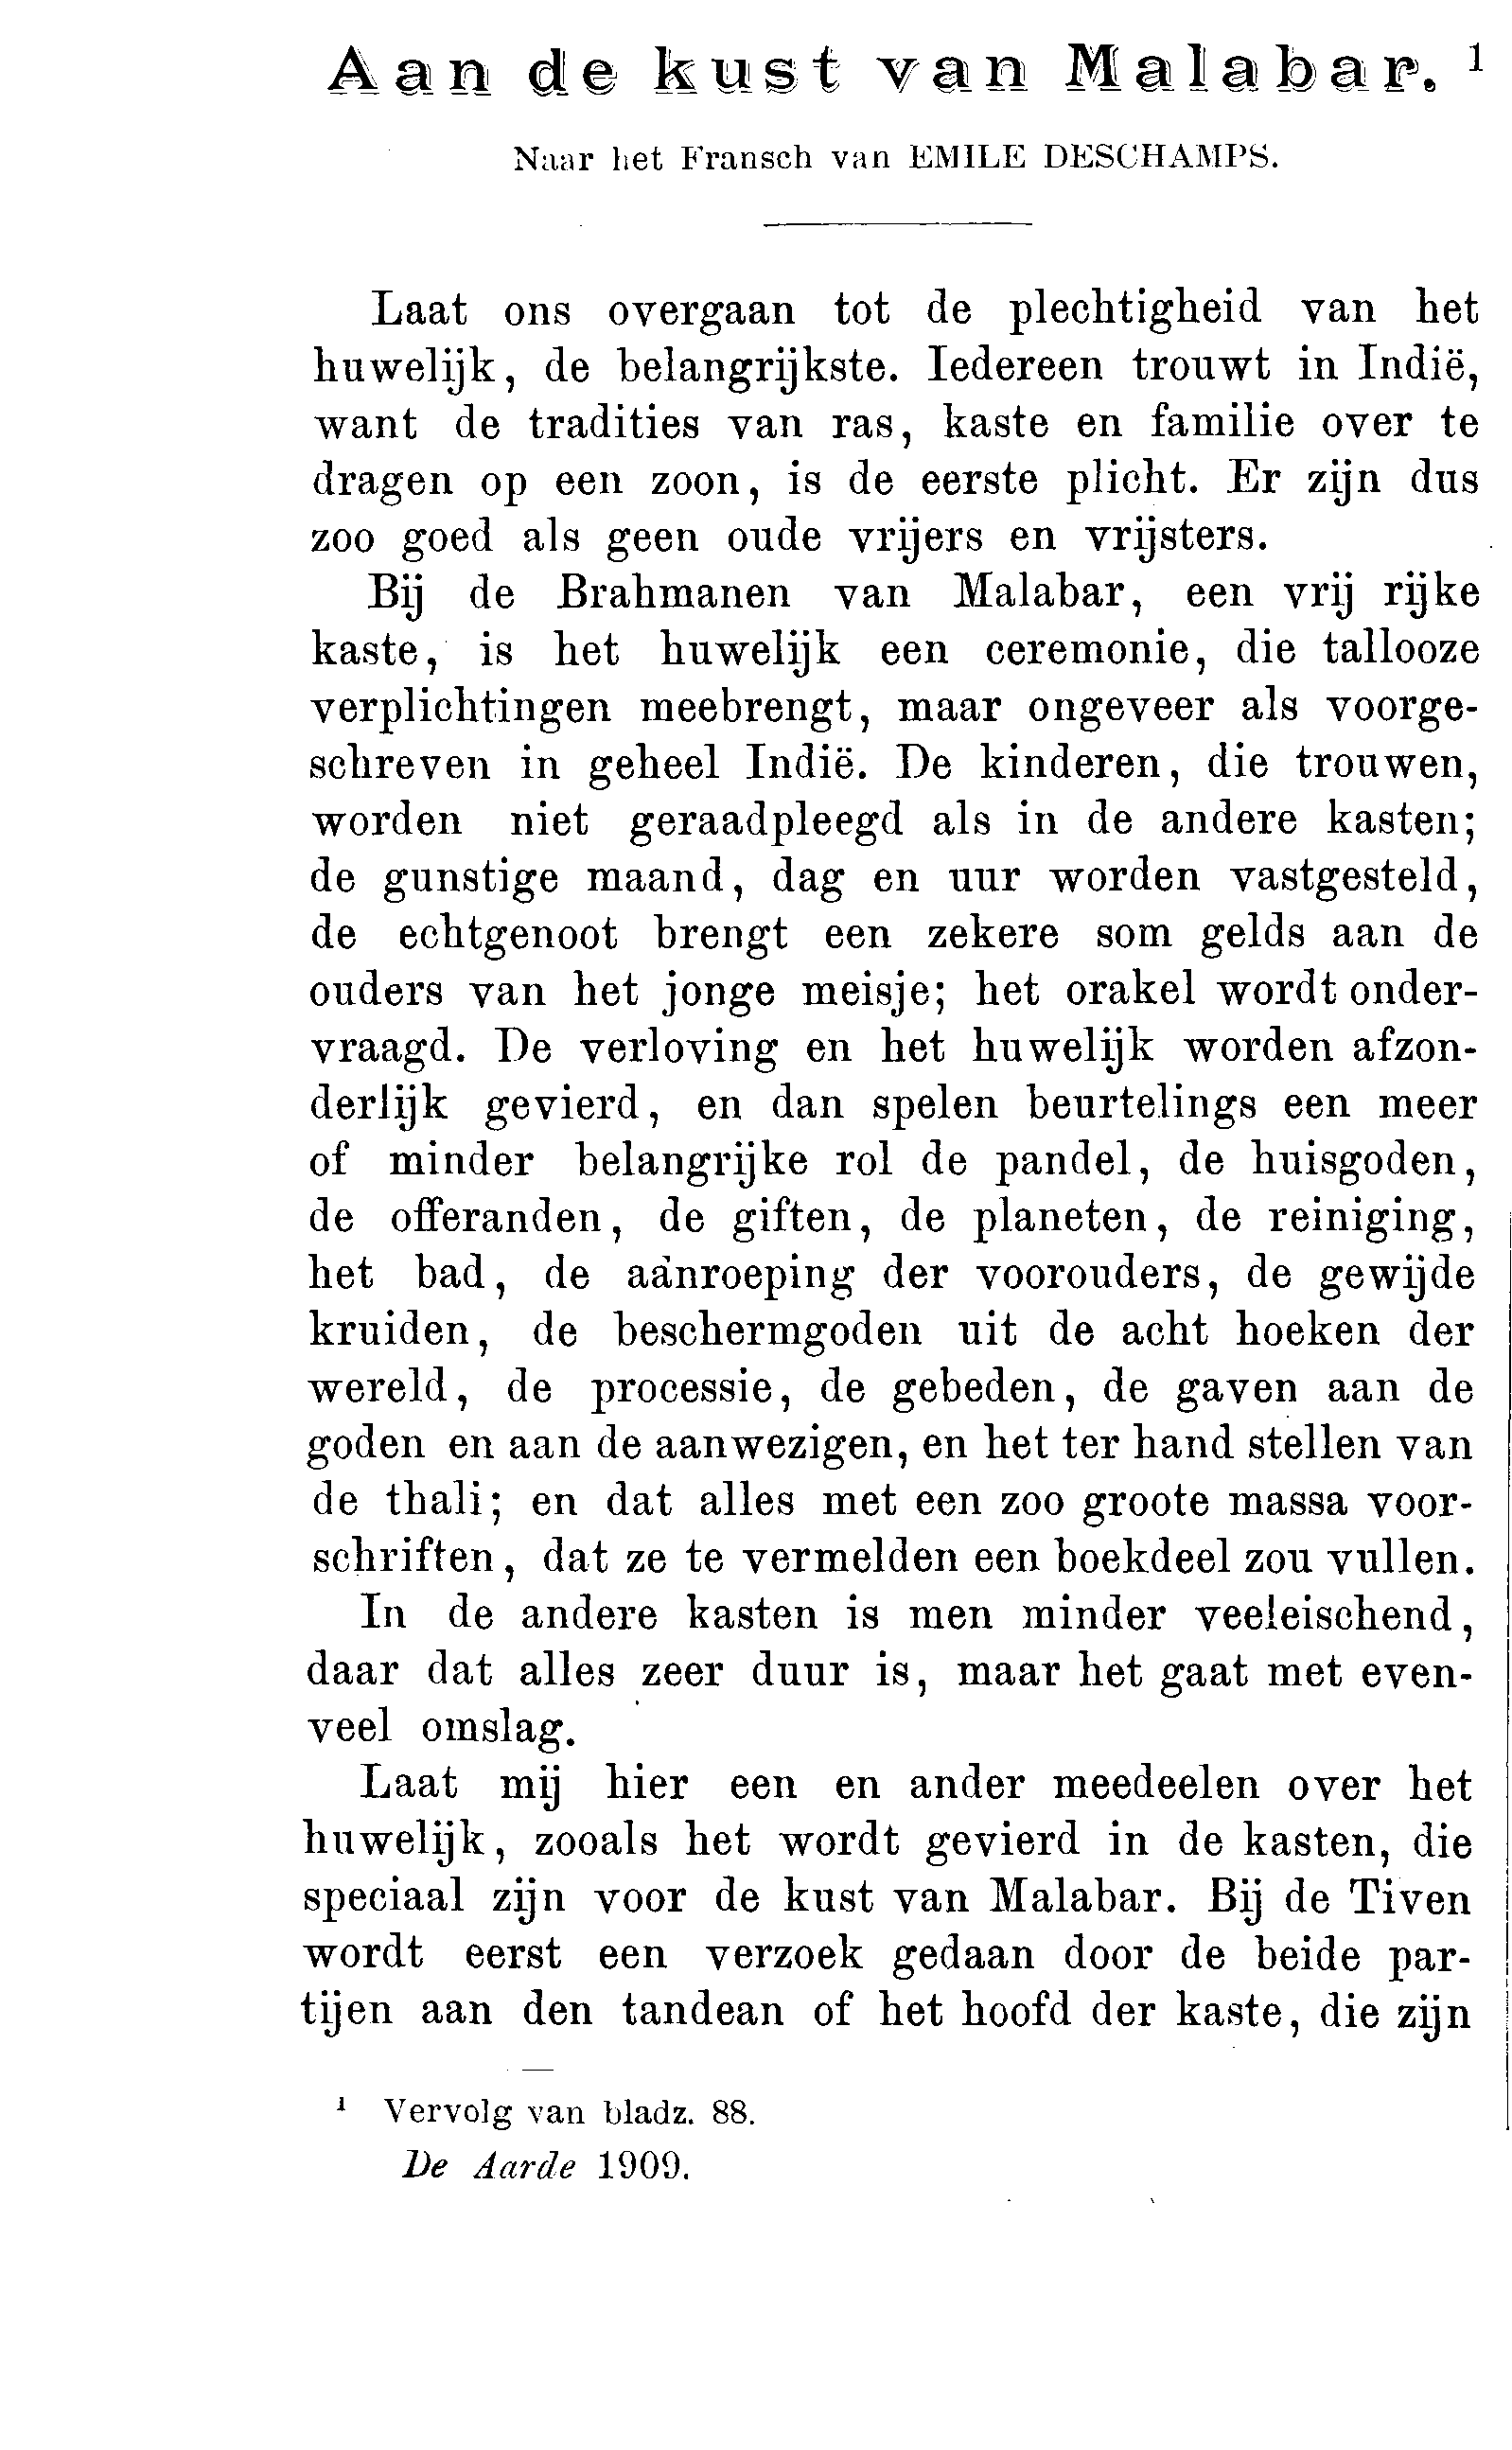 Aan de kust van Malabar. 1
Naar het Fransch van EMILE DESCHAMPS.
Laat ons overgaan tot de plechtigheid van het
huwelijk, de belangrijkste. Iedereen trouwt in Indië,
want de tradities van ras, kaste en familie over te
dragen op een zoon, is de eerste plicht. Er zijn dus
zoo goed als geen oude vrijers en vrijsters.
Bij de Brahmanen van Malabar, een vrij rijke
kaste, is het huwelijk een ceremonie, die tallooze
verplichtingen meebrengt, maar ongeveer als voorge-
schreven in geheel Indië. De kinderen, die trouwen,
worden niet geraadpleegd als in de andere kasten;
de gunstige maand, dag en uur worden vastgesteld,
de echtgenoot brengt een zekere som gelds aan de
ouders van het jonge meisje; het orakel wordt onder-
vraagd. De verloving en het huwelijk worden afzon-
derlijk gevierd, en dan spelen beurtelings een meer
of minder belangrijke rol de pandel, de huisgoden,
de offeranden, de giften, de planeten, de reiniging,
het bad, de aanroeping der voorouders, de gewijde
kruiden, de beschermgoden uit de acht hoeken der
wereld, de processie, de gebeden, de gaven aan de
goden en aan de aanwezigen, en het ter hand stellen van
de thali; en dat alles met een zoo groote massa voor-
schriften, dat ze te vermelden een boekdeel zou vullen.
In de andere kasten is men minder veeleischend,
daar dat alles zeer duur is, maar het gaat met even-
veel omslag.
Laat mij hier een en ander meedeelen over het
huwelijk, zooals het wordt gevierd in de kasten, die
speciaal zijn voor de kust van Malabar. Bij de Tiven
wordt eerst een verzoek gedaan door de beide par-
tijen aan den tandean of het hoofd der kaste, die zijn
1 Vervolg van bladz. 88.
De Aarde 1909.